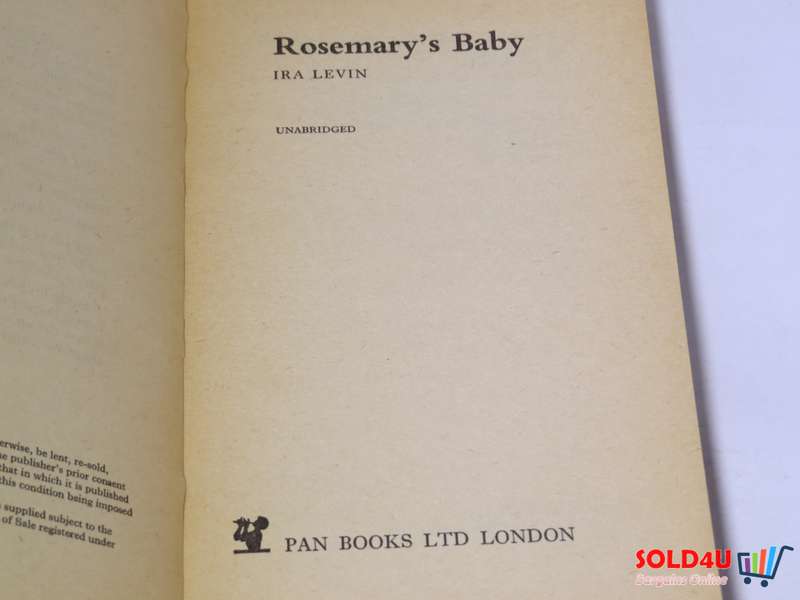 erwise, be lent, re-sold,
publisher's prior consent
that in which it is published
this condition being imposed
supplied subject to the
of Sale registered under
Rosemary's Baby
IRA LEVIN
UNABRIDGED
PAN BOOKS LTD LONDON
SOLD4U
Bargains Online